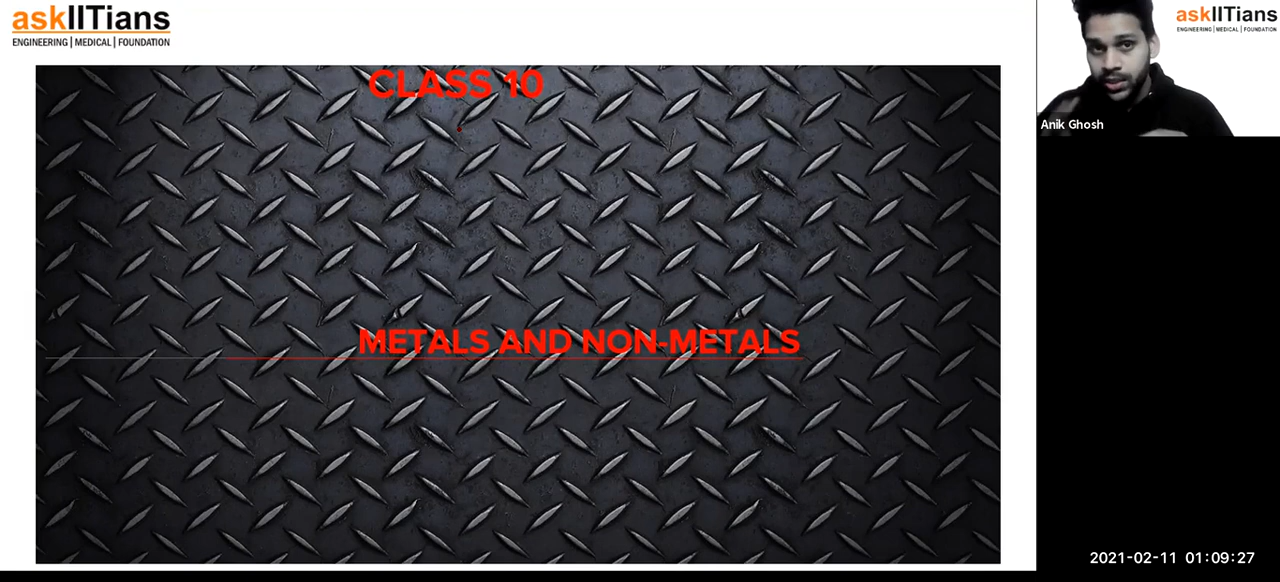 askIITians
ENGINEERING | MEDICAL | FOUNDATION
CLASS 10
METALS AND NON-METALS
askIITians
ENGINEERING | MEDICAL | FOUNDATION
Anik Ghosh
2021-02-11 01:09:27